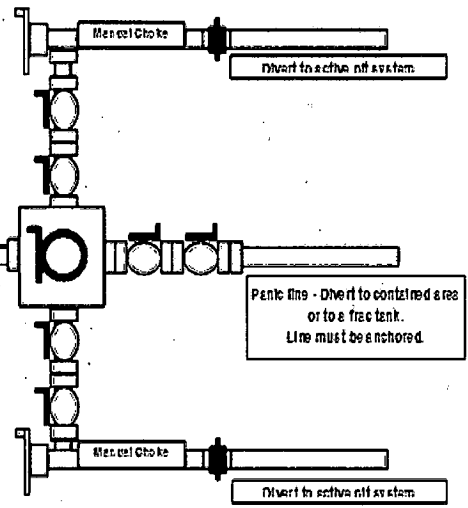 Manual Choke
Divert to active pit system
Panic line - Divert to contained area
or to a frac tank.
Line must be anchored.
Manual Choke
Divert to active pit system